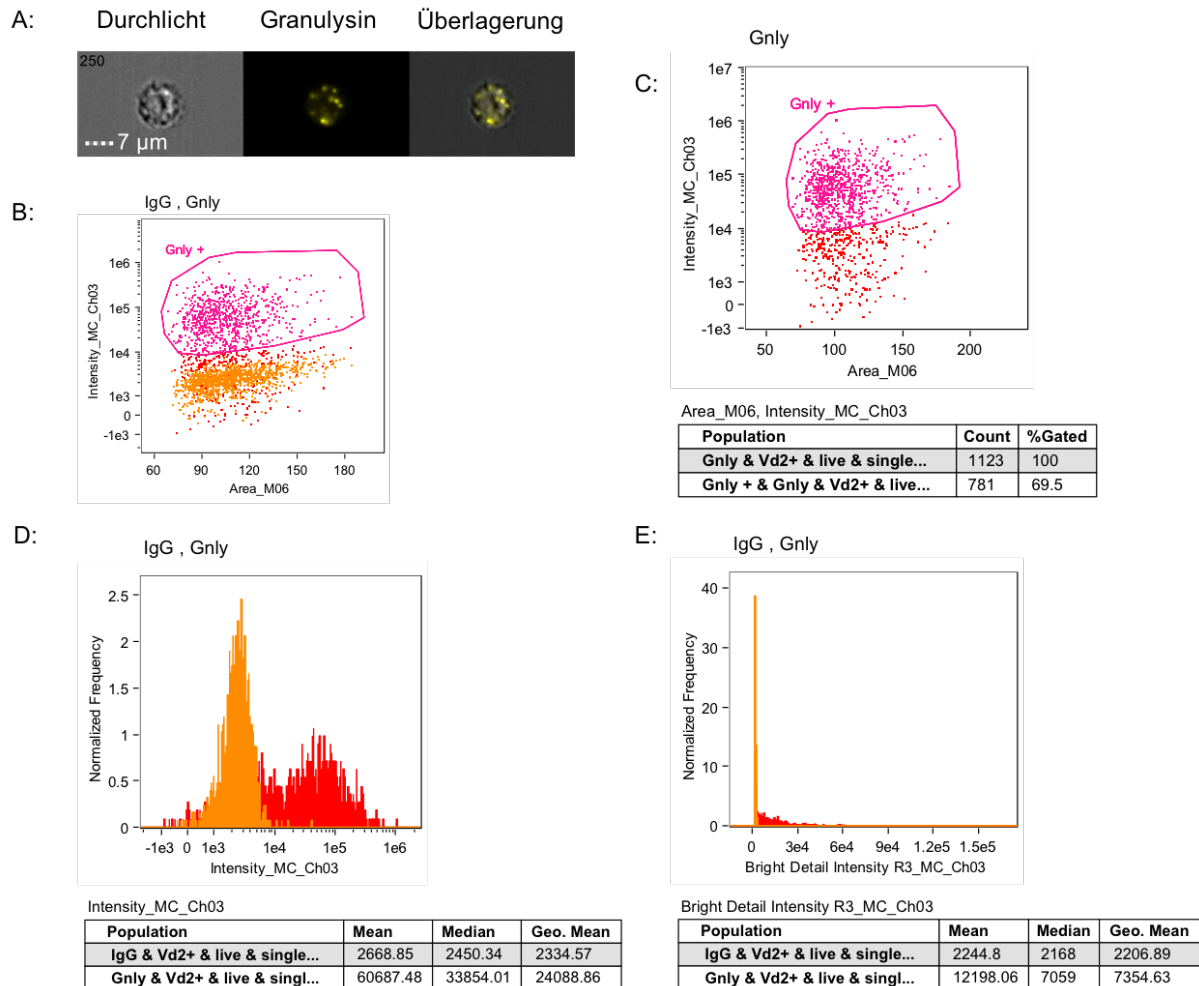 A:
Durchlicht Granulysin Überlagerung
250
7 µm
B:
IgG , Gnly
Gnly +
1e6
1e5
1e4
1e3
0
-1e3
Intensity_MC_Ch03
60 90 120 150 180
Area_M06
C:
Gnly
Gnly +
1e7
1e6
1e5
1e4
1e3
0
-1e3
Intensity_MC_Ch03
50 100 150 200
Area_M06
Area_M06, Intensity_MC_Ch03
Population Count %Gated
Gnly & Vd2+ & live & single... 1123 100
Gnly + & Gnly & Vd2+ & live... 781 69.5
D:
IgG , Gnly
2.5
2
1.5
1
0.5
0
Normalized Frequency
-1e3 0 1e3 1e4 1e5 1e6
Intensity_MC_Ch03
Intensity_MC_Ch03
Population Mean Median Geo. Mean
IgG & Vd2+ & live & single... 2668.85 2450.34 2334.57
Gnly & Vd2+ & live & singl... 60687.48 33854.01 24088.86
E:
IgG , Gnly
40
30
20
10
0
Normalized Frequency
0 3e4 6e4 9e4 1.2e5 1.5e5
Bright Detail Intensity R3_MC_Ch03
Bright Detail Intensity R3_MC_Ch03
Population Mean Median Geo. Mean
IgG & Vd2+ & live & single... 2244.8 2168 2206.89
Gnly & Vd2+ & live & singl... 12198.06 7059 7354.63